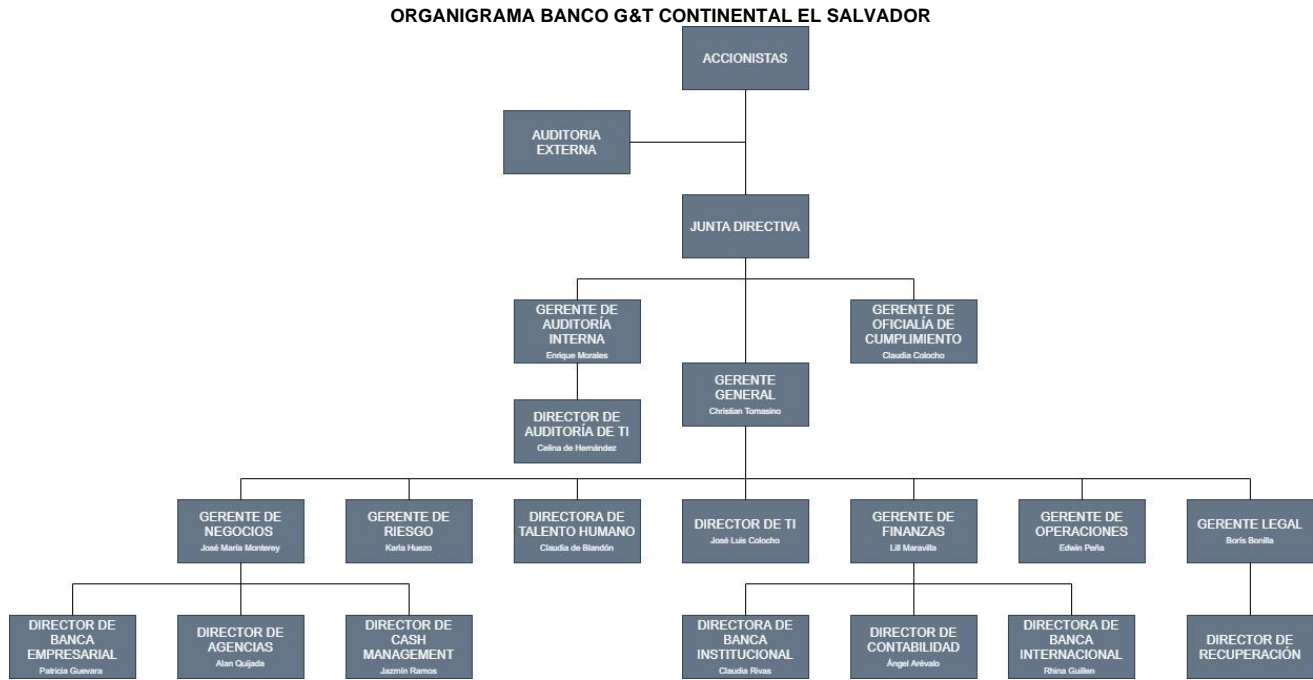 ORGANIGRAMA BANCO G&T CONTINENTAL EL SALVADOR
ACCIONISTAS
AUDITORIA
EXTERNA
JUNTA DIRECTIVA
GERENTE DE
AUDITORÍA
INTERNA
Enrique Morales
GERENTE DE
OFICIALÍA DE
CUMPLIMIENTO
Claudia Colocho
GERENTE
GENERAL
Christian Tomasino
DIRECTOR DE
AUDITORÍA DE TI
Celina de Hernández
GERENTE DE
NEGOCIOS
José María Monterey
GERENTE DE
RIESGO
Karla Huezo
DIRECTORA DE
TALENTO HUMANO
Claudia de Blandón
DIRECTOR DE TI
José Luis Colocho
GERENTE DE
FINANZAS
Lill Maravilla
GERENTE DE
OPERACIONES
Edwin Peña
GERENTE LEGAL
Boris Bonilla
DIRECTOR DE
BANCA
EMPRESARIAL
Patricia Guevara
DIRECTOR DE
AGENCIAS
Alan Quijada
DIRECTOR DE
CASH
MANAGEMENT
Jazmín Ramos
DIRECTORA DE
BANCA
INSTITUCIONAL
Claudia Rivas
DIRECTOR DE
CONTABILIDAD
Ángel Arévalo
DIRECTORA DE
BANCA
INTERNACIONAL
Rhina Guillen
DIRECTOR DE
RECUPERACIÓN